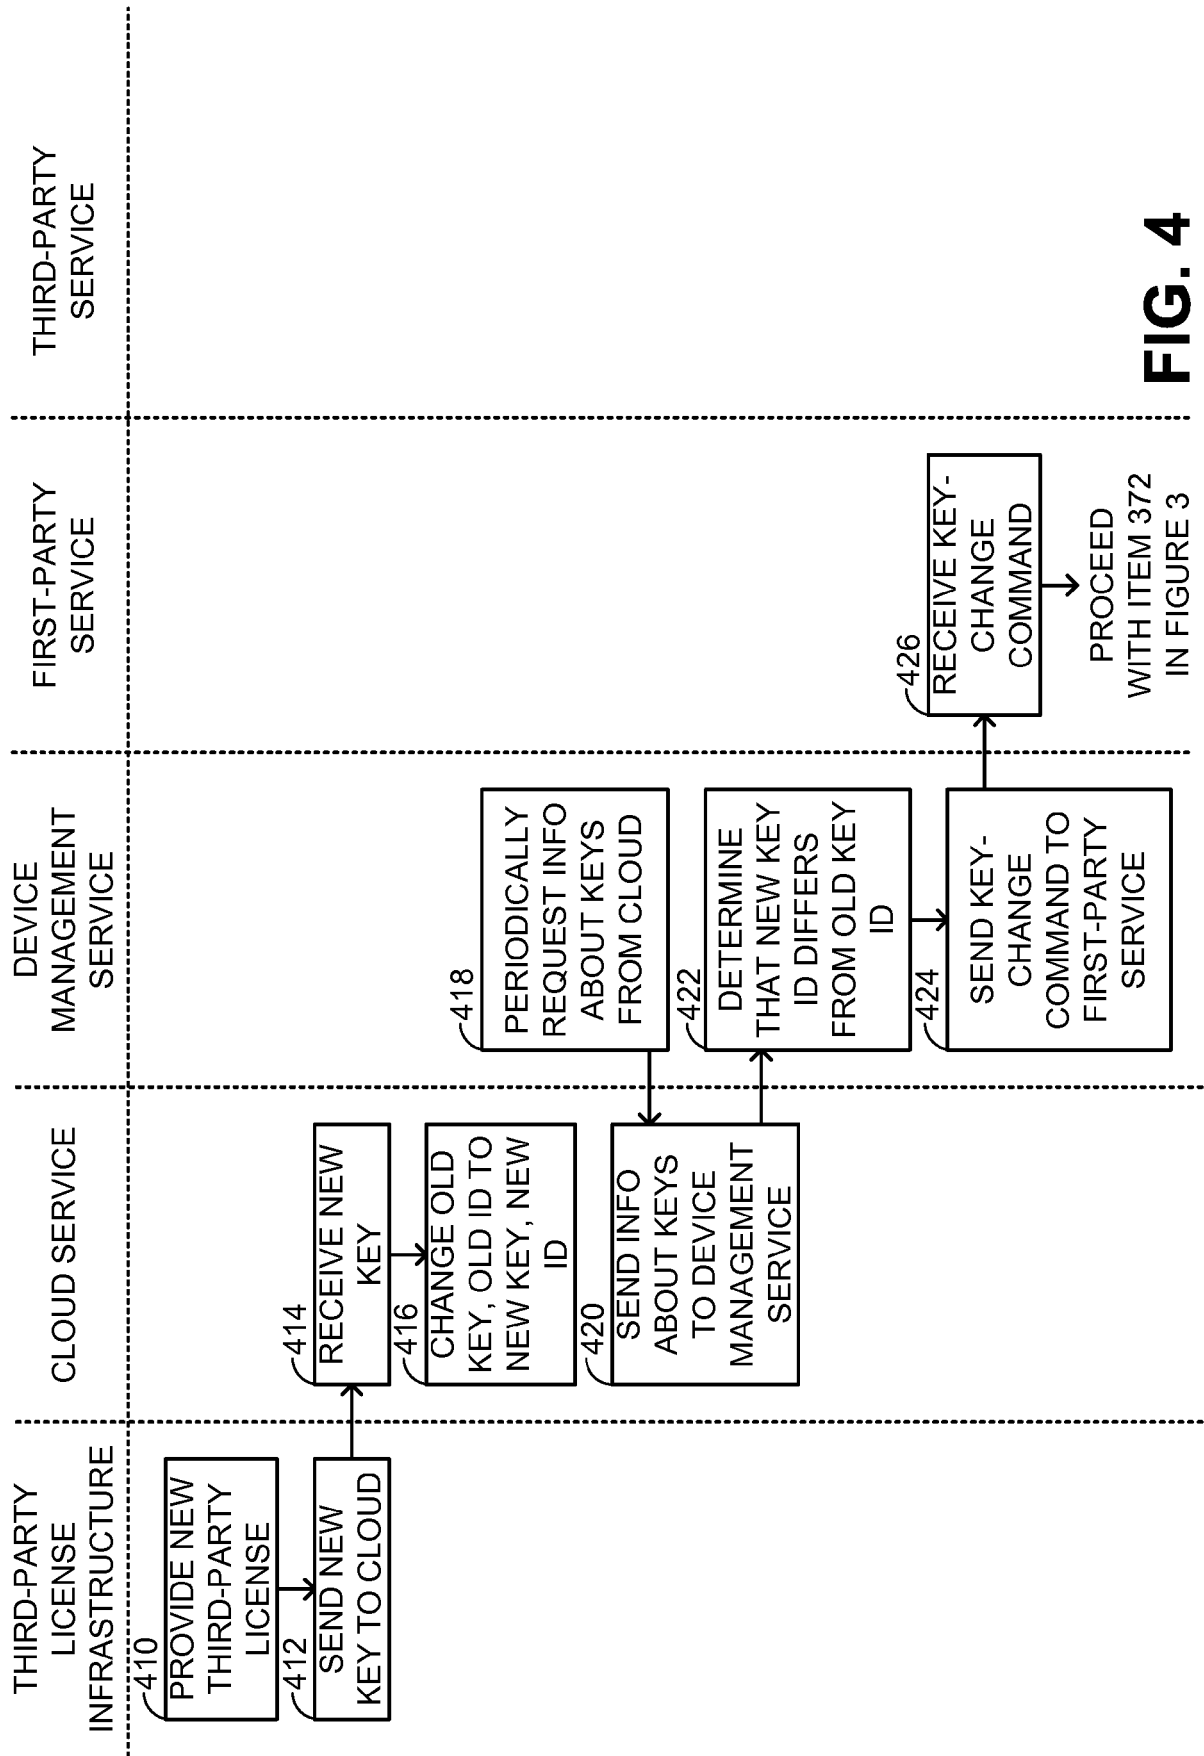 THIRD-PARTY
LICENSE
INFRASTRUCTURE
CLOUD SERVICE
DEVICE
MANAGEMENT
SERVICE
FIRST-PARTY
SERVICE
THIRD-PARTY
SERVICE
410
PROVIDE NEW
THIRD-PARTY
LICENSE
412
SEND NEW
KEY TO CLOUD
414
RECEIVE NEW
KEY
416
CHANGE OLD
KEY, OLD ID TO
NEW KEY, NEW
ID
418
PERIODICALLY
REQUEST INFO
ABOUT KEYS
FROM CLOUD
420
SEND INFO
ABOUT KEYS
TO DEVICE
MANAGEMENT
SERVICE
422
DETERMINE
THAT NEW KEY
ID DIFFERS
FROM OLD KEY
ID
424
SEND KEY-
CHANGE
COMMAND TO
FIRST-PARTY
SERVICE
426
RECEIVE KEY-
CHANGE
COMMAND
PROCEED
WITH ITEM 372
IN FIGURE 3
FIG. 4